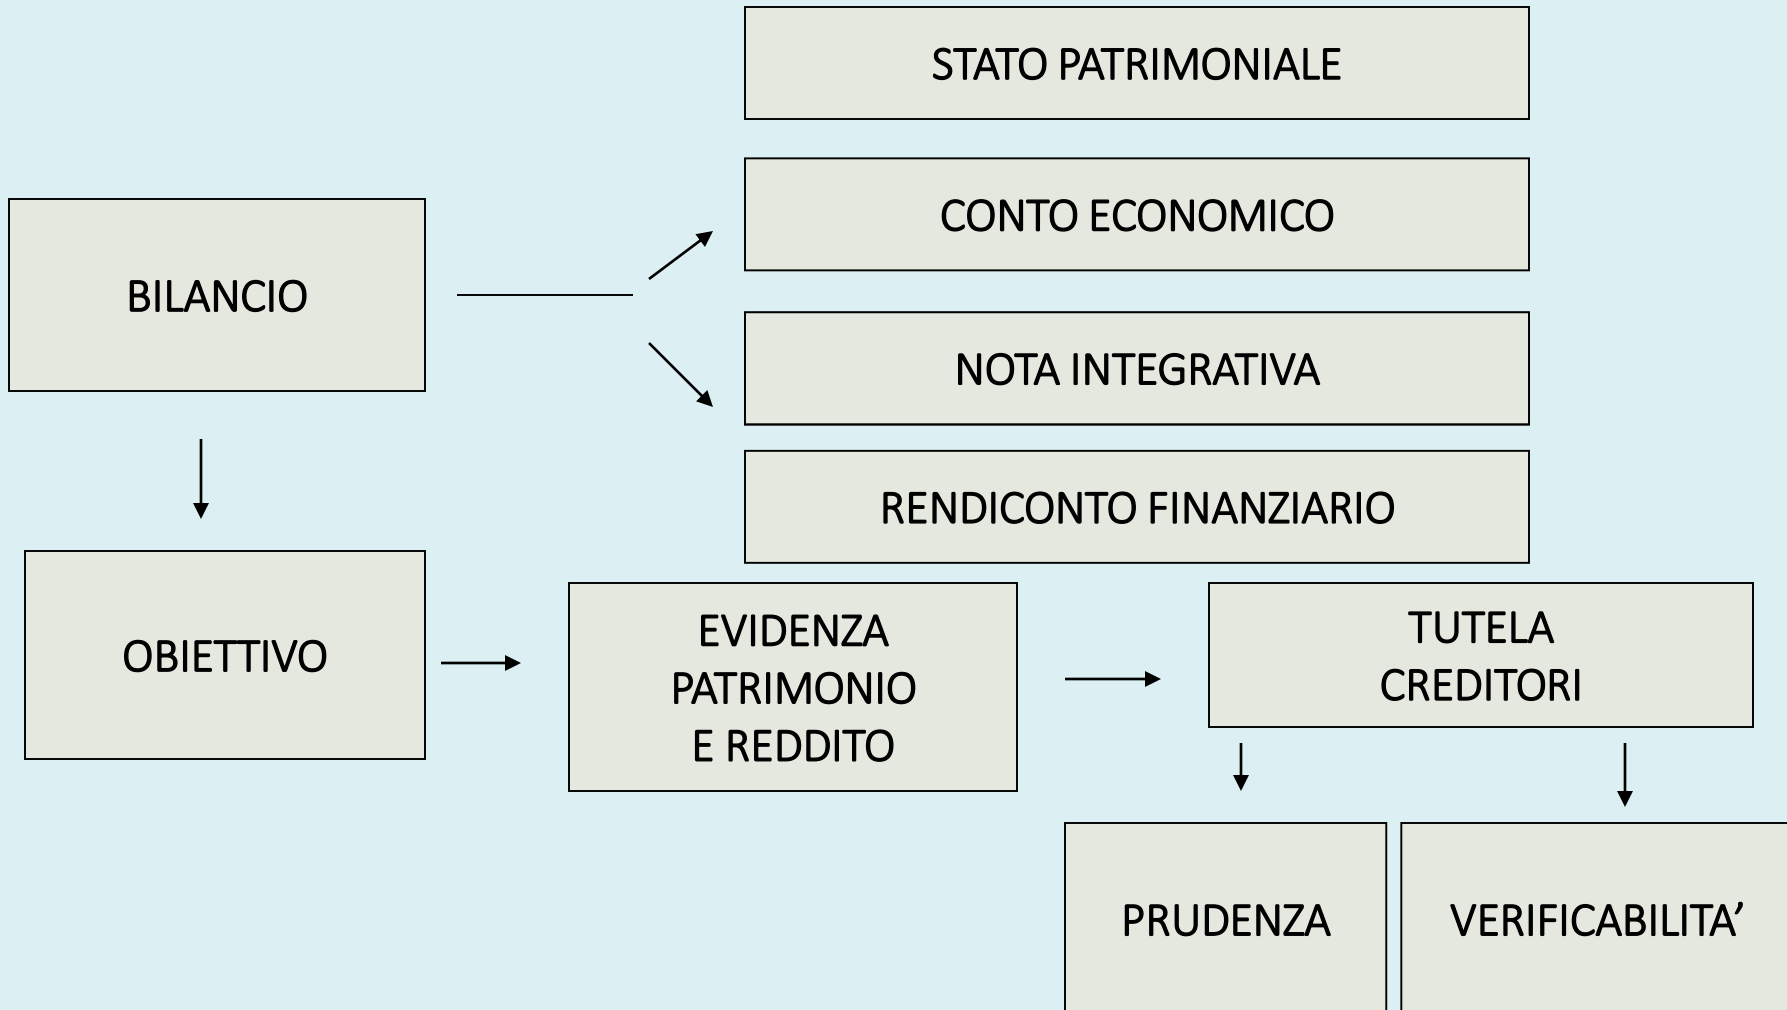 STATO PATRIMONIALE
CONTO ECONOMICO
BILANCIO
NOTA INTEGRATIVA
RENDICONTO FINANZIARIO
OBIETTIVO
EVIDENZA
PATRIMONIO
E REDDITO
TUTELA
CREDITORI
PRUDENZA
VERIFICABILITA’